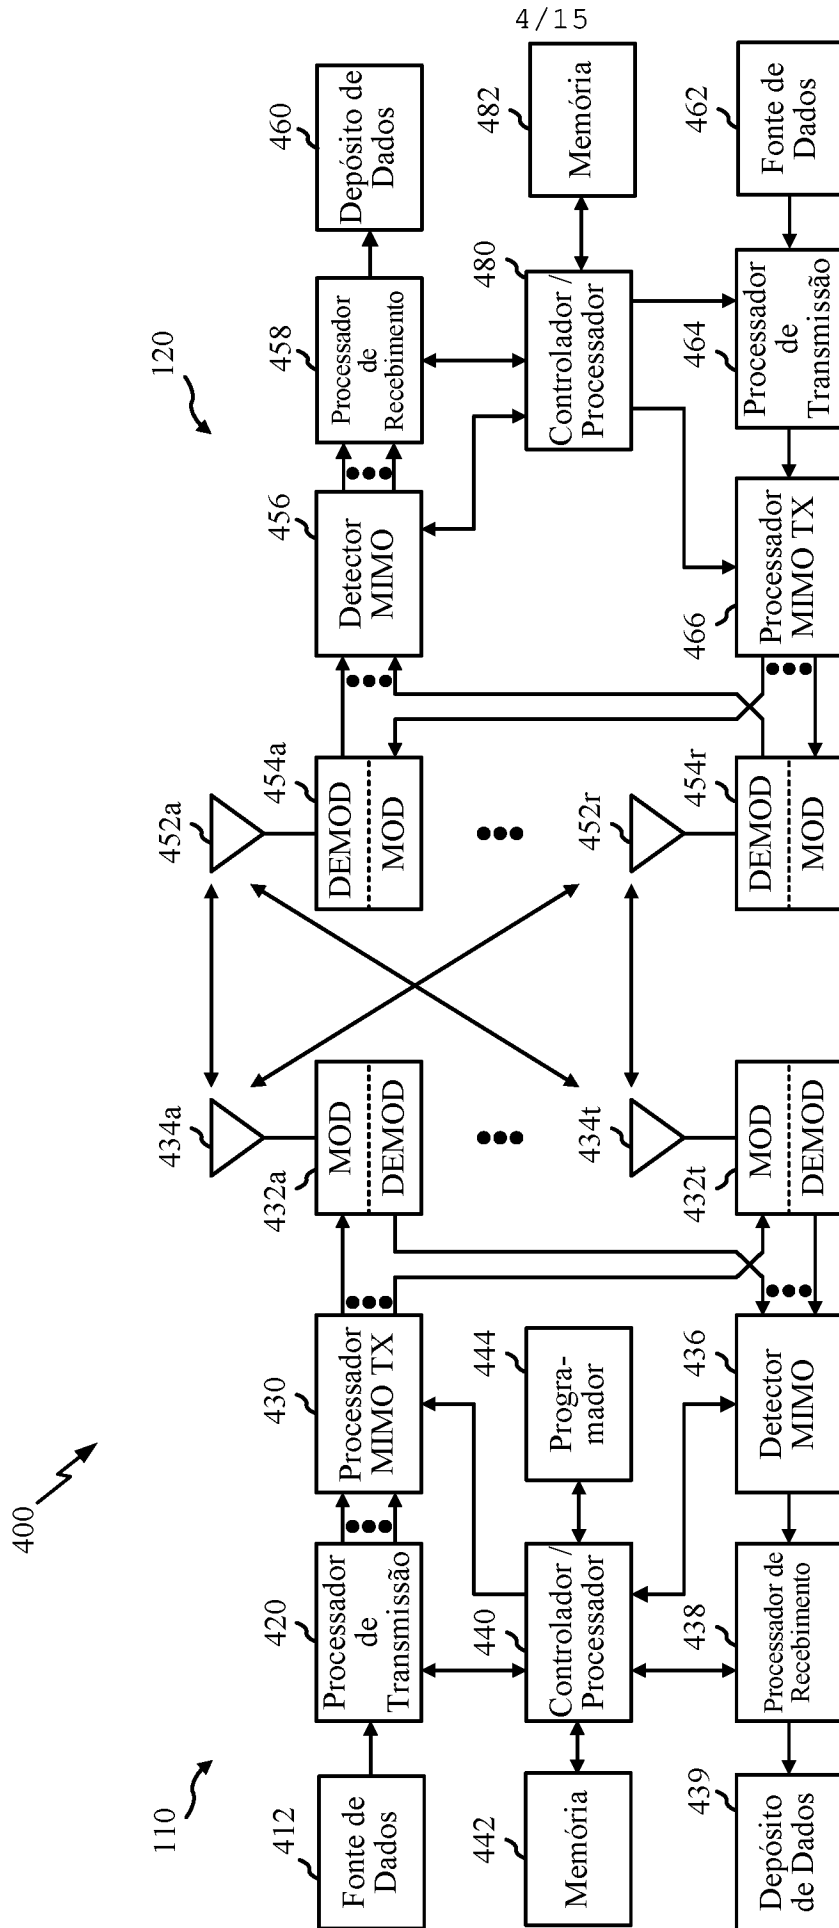 4/15
400
110
120
412
Fonte de
Dados
420
Processador
de
Transmissão
430
Processador
MIMO TX
432a
MOD
DEMOD
434a
452a
454a
DEMOD
MOD
456
Detector
MIMO
458
Processador
de
Recebimento
460
Depósito de
Dados
442
Memória
440
Controlador /
Processador
444
Progra-
mador
480
Controlador /
Processador
482
Memória
439
Depósito
de Dados
438
Processador de
Recebimento
436
Detector
MIMO
432t
MOD
DEMOD
434t
452r
454r
DEMOD
MOD
466
Processador
MIMO TX
464
Processador
de
Transmissão
462
Fonte de
Dados